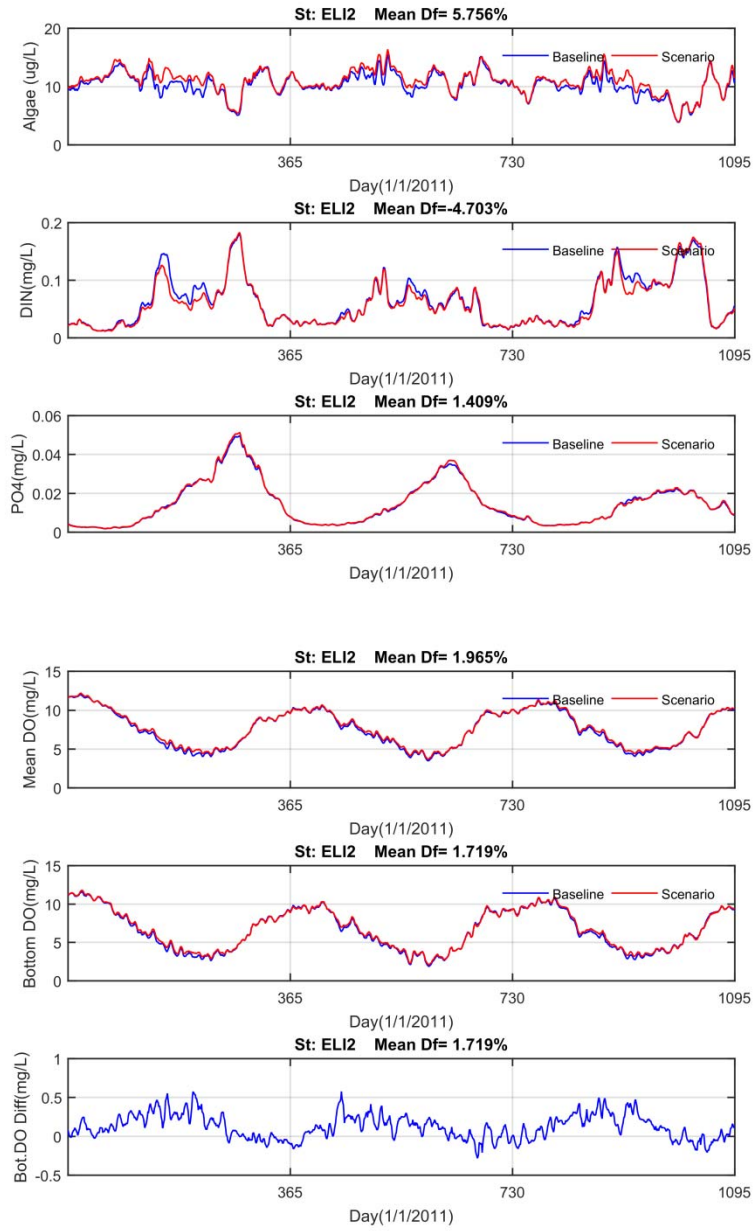 St: ELI2 Mean Df= 5.756%
20
Baseline Scenario
10
0
Algae (ug/L)
365 730 1095
Day(1/1/2011)
St: ELI2 Mean Df=-4.703%
0.2
Baseline Scenario
0.1
0
DIN(mg/L)
365 730 1095
Day(1/1/2011)
St: ELI2 Mean Df= 1.409%
0.06
Baseline Scenario
0.04
0.02
0
PO4(mg/L)
365 730 1095
Day(1/1/2011)
St: ELI2 Mean Df= 1.965%
15
Baseline Scenario
10
5
0
Mean DO(mg/L)
365 730 1095
Day(1/1/2011)
St: ELI2 Mean Df= 1.719%
15
Baseline Scenario
10
5
0
Bottom DO(mg/L)
365 730 1095
Day(1/1/2011)
St: ELI2 Mean Df= 1.719%
1
0.5
0
-0.5
Bot.DO Diff(mg/L)
365 730 1095
Day(1/1/2011)